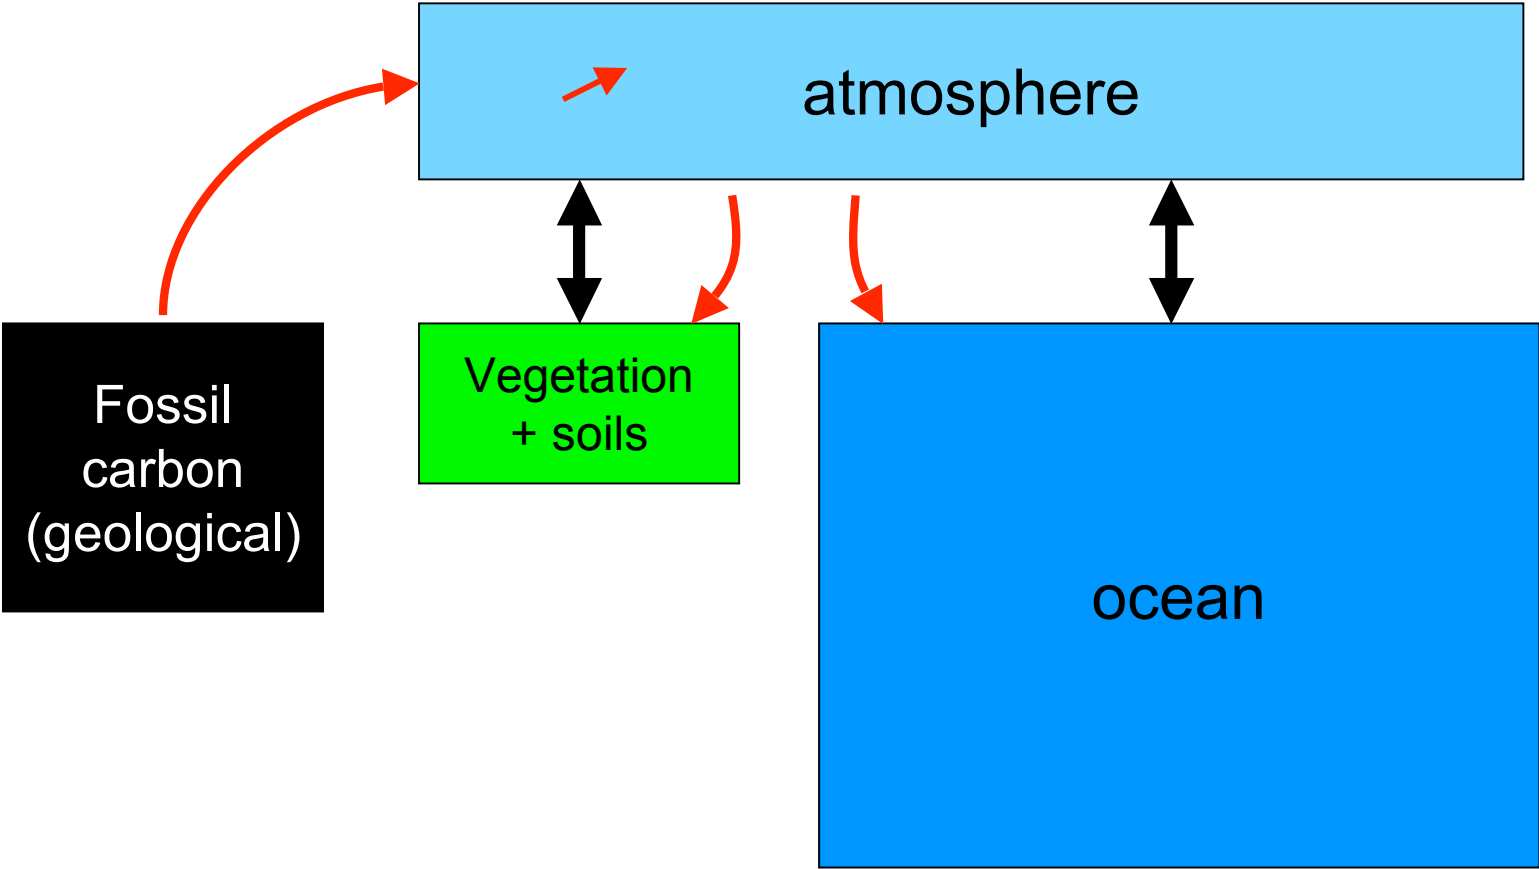 atmosphere
Fossil
carbon
(geological)
Vegetation
+ soils
ocean